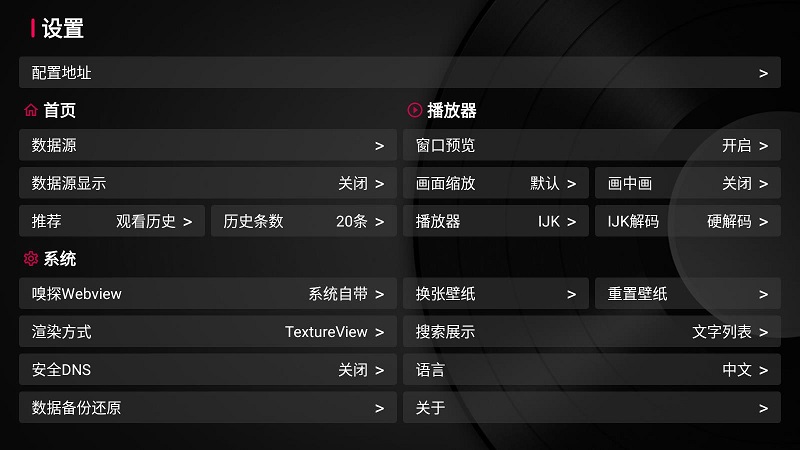 设置
配置地址 >
首页
数据源 >
数据源显示 关闭 >
推荐 观看历史 > 历史条数 20条 >
播放器
窗口预览 开启 >
画面缩放 默认 > 画中画 关闭 >
播放器 IJK > IJK解码 硬解码 >
系统
嗅探Webview 系统自带 > 换张壁纸 > 重置壁纸 >
渲染方式 TextureView > 搜索展示 文字列表 >
安全DNS 关闭 > 语言 中文 >
数据备份还原 > 关于 >